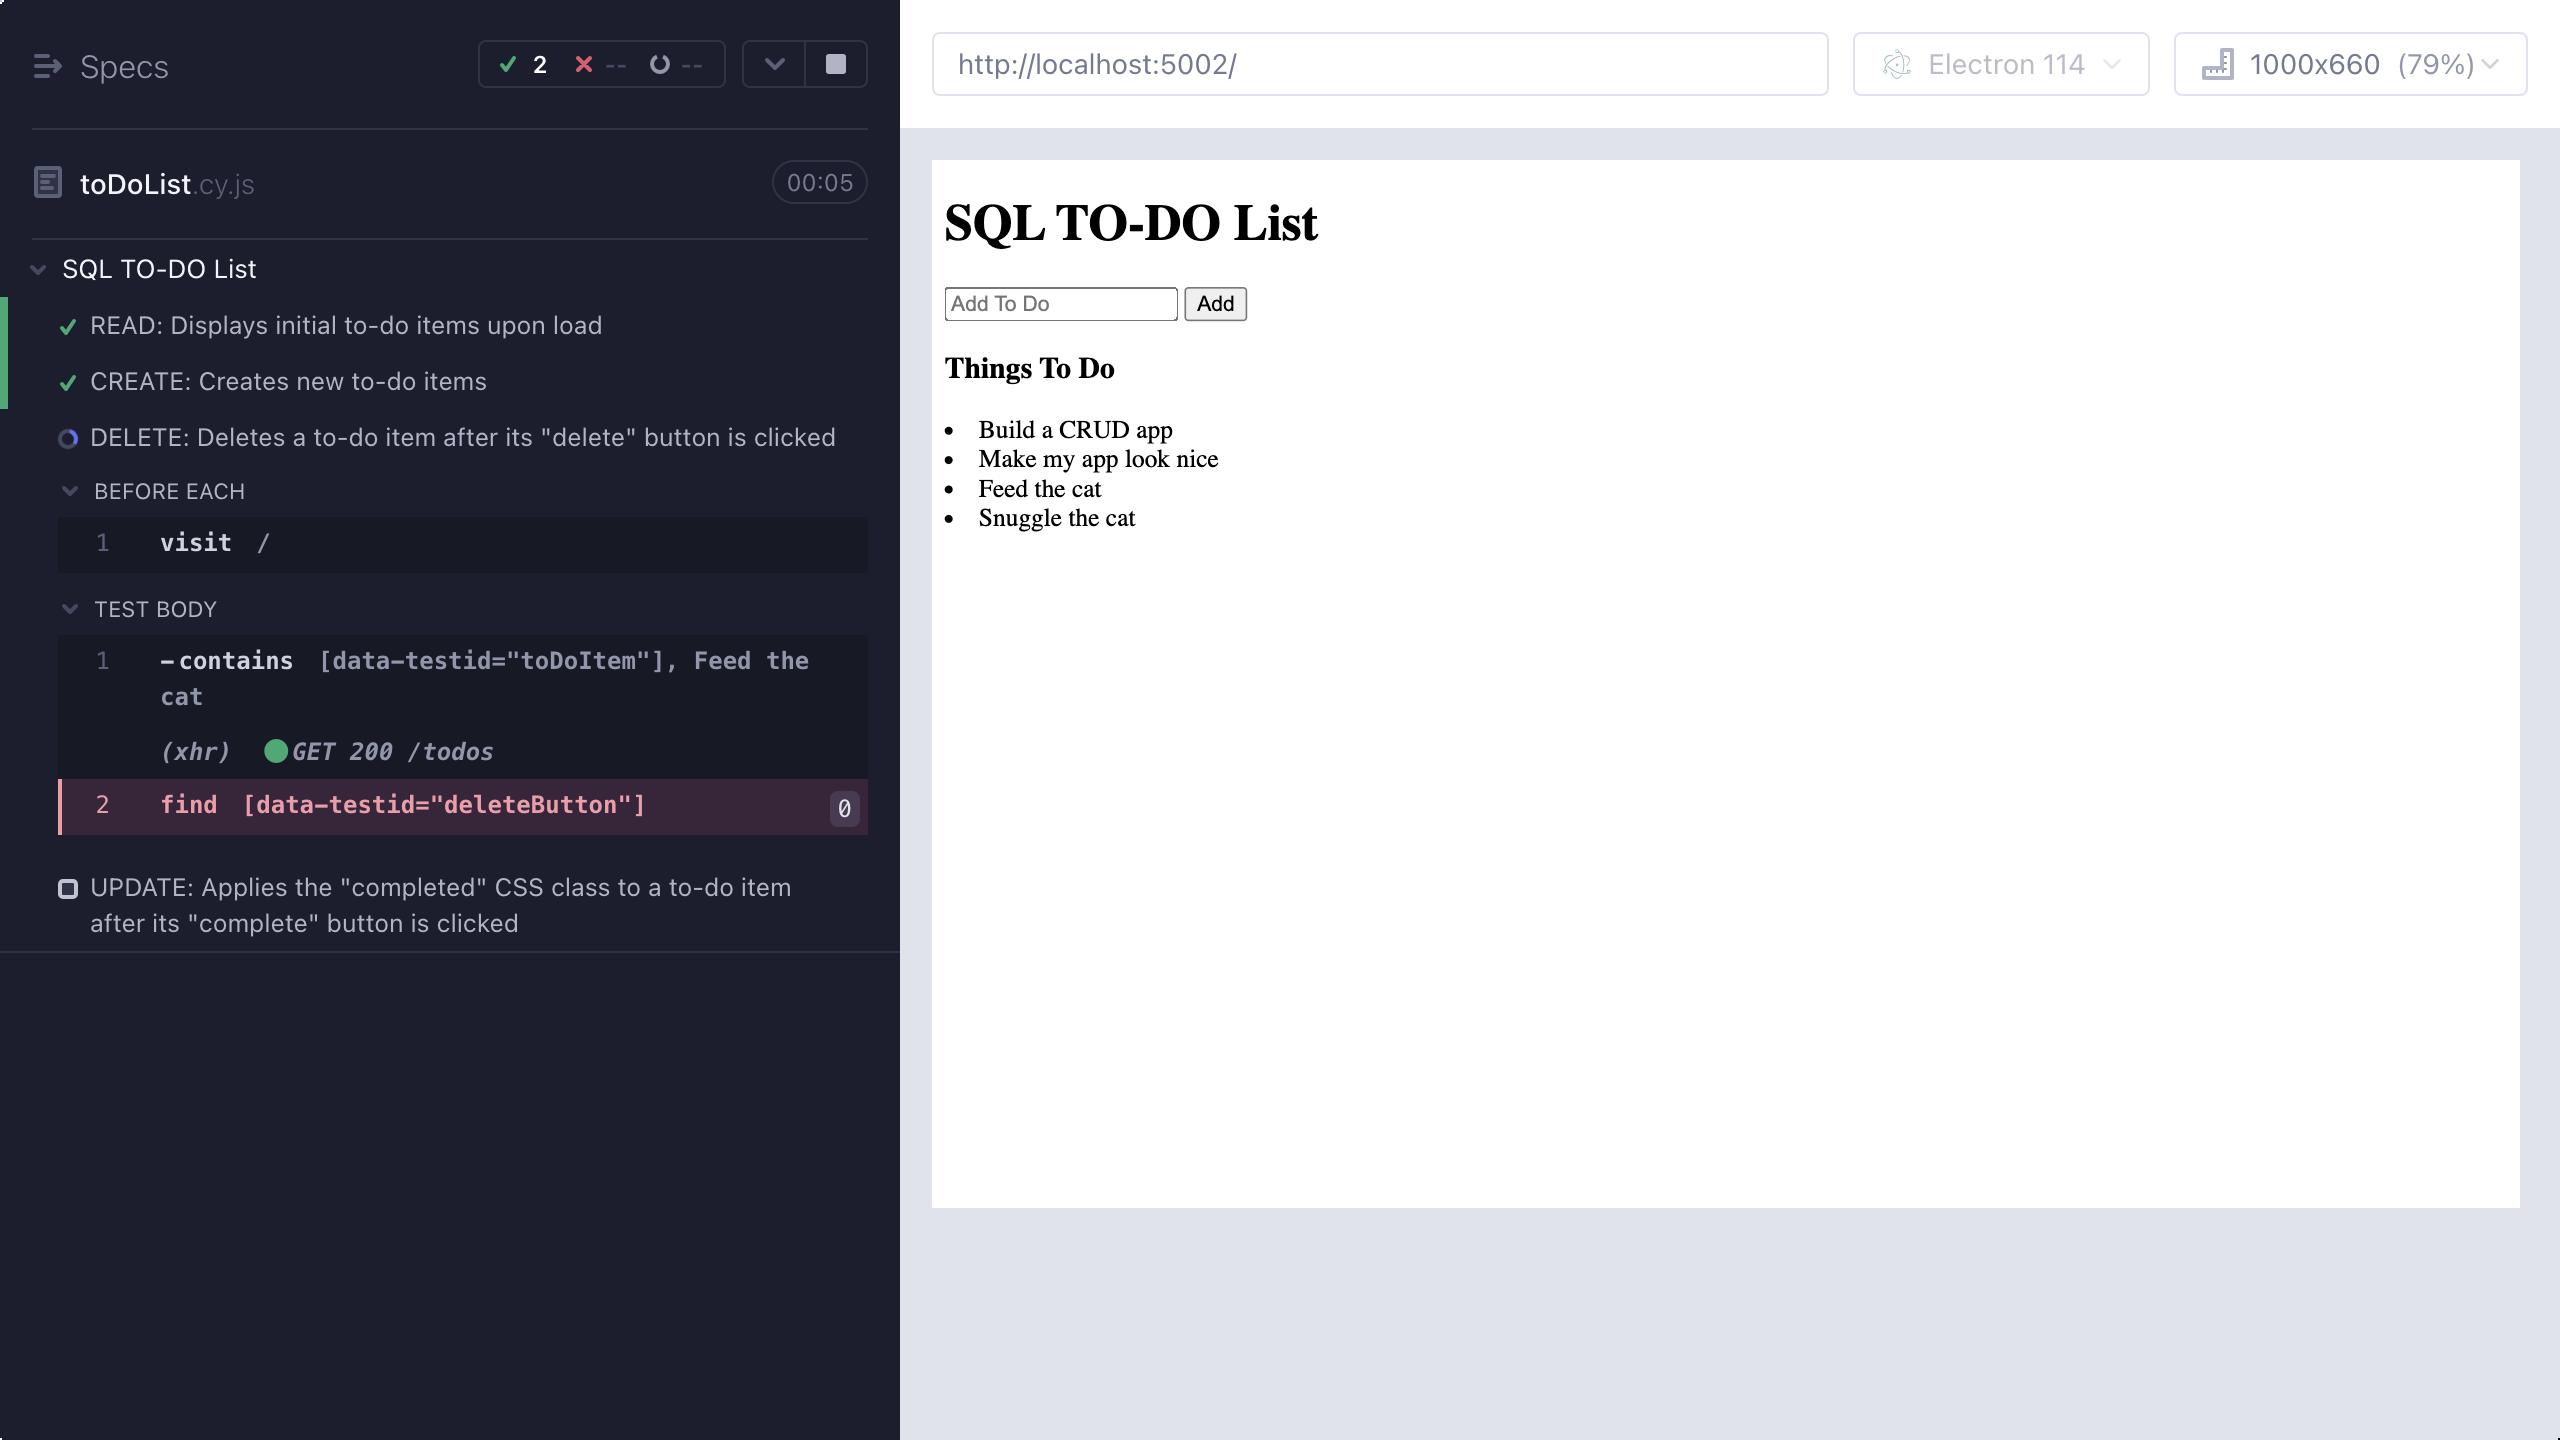 Specs
2 -- --
toDoList.cy.js
00:05
SQL TO-DO List
READ: Displays initial to-do items upon load
CREATE: Creates new to-do items
DELETE: Deletes a to-do item after its "delete" button is clicked
BEFORE EACH
1 visit /
TEST BODY
1 -contains [data-testid="toDoItem"], Feed the
cat
(xhr) GET 200 /todos
2 find [data-testid="deleteButton"] 0
UPDATE: Applies the "completed" CSS class to a to-do item
after its "complete" button is clicked
http://localhost:5002/
Electron 114
1000x660 (79%)
SQL TO-DO List
Add To Do Add
Things To Do
• Build a CRUD app
• Make my app look nice
• Feed the cat
• Snuggle the cat